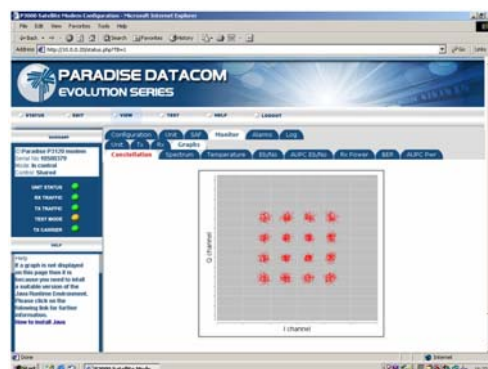 P3000 Satellite Modem Configuration - Microsoft Internet Explorer
File Edit View Favorites Tools Help
Back Search Favorites History
Address
Go Links
PARADISE DATACOM
EVOLUTION SERIES
STATUS EDIT VIEW TEST HELP LOGOUT
SUMMARY
Configuration Unit SAF Monitor Alarms Log
Unit Tx Rx Graphs
Constellation Spectrum Temperature Eb/No AUPC Eb/No Rx Power BER AUPC Pwr
Mode: In control
Control: Shared
UNIT STATUS
RX TRAFFIC
TX TRAFFIC
TEST MODE
TX CARRIER
HELP
Help
If a graph is not displayed
on this page then it is
because you need to
a suitable version of the
Java Runtime Environment.
Please click on the
following link for further
information.
How to install Java
Q channel
I channel
Done
Internet
Start